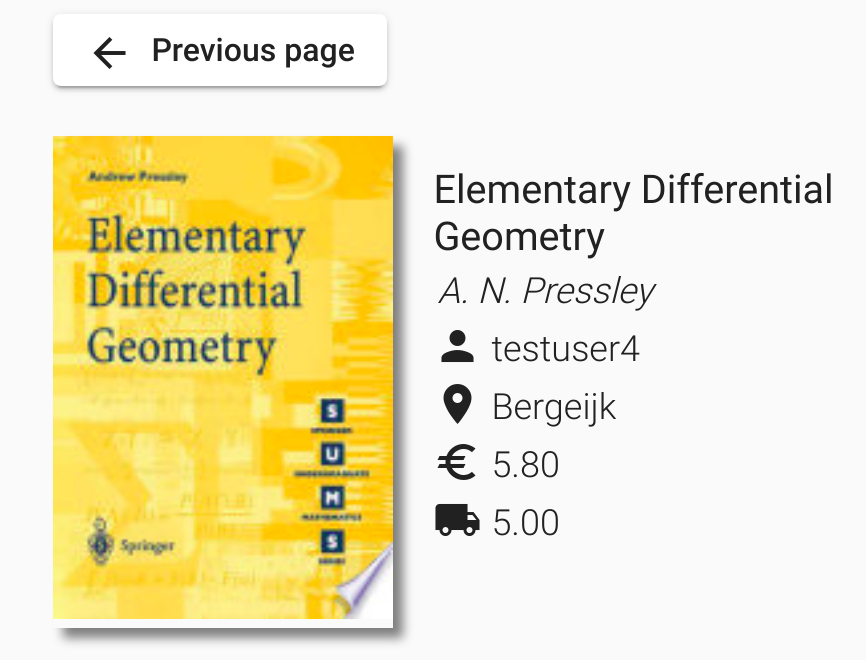 Previous page
Andrew Pressley
Elementary
Differential
Geometry
S
SPRINGER
U
UNDERGRADUATE
M
MATHEMATICS
S
SERIES
Springer
Elementary Differential
Geometry
A. N. Pressley
testuser4
Bergeijk
€ 5.80
5.00